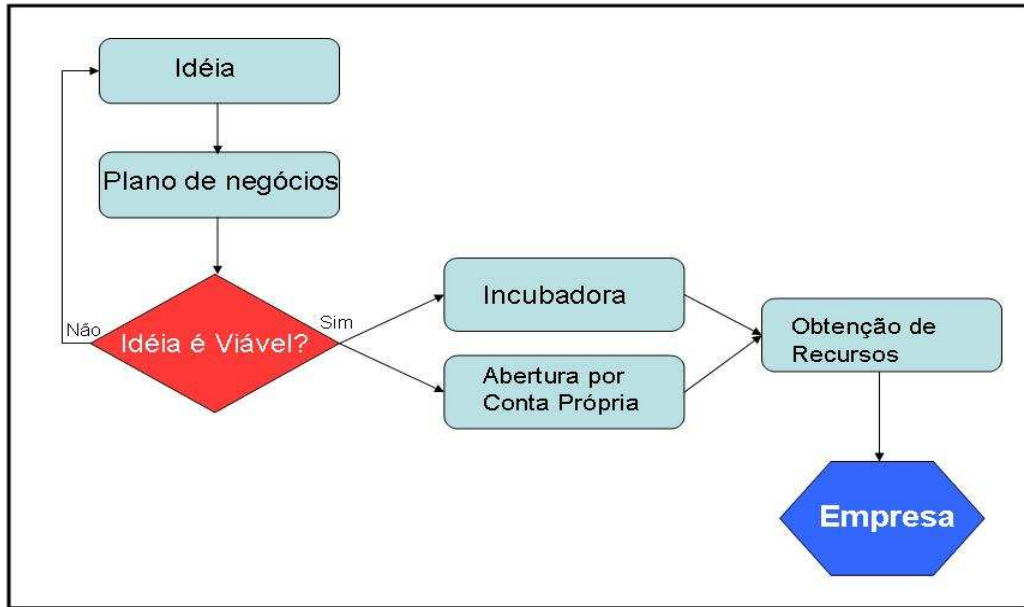 Idéia
Plano de negócios
Não
Idéia é Viável?
Sim
Incubadora
Abertura por
Conta Própria
Obtenção de
Recursos
Empresa